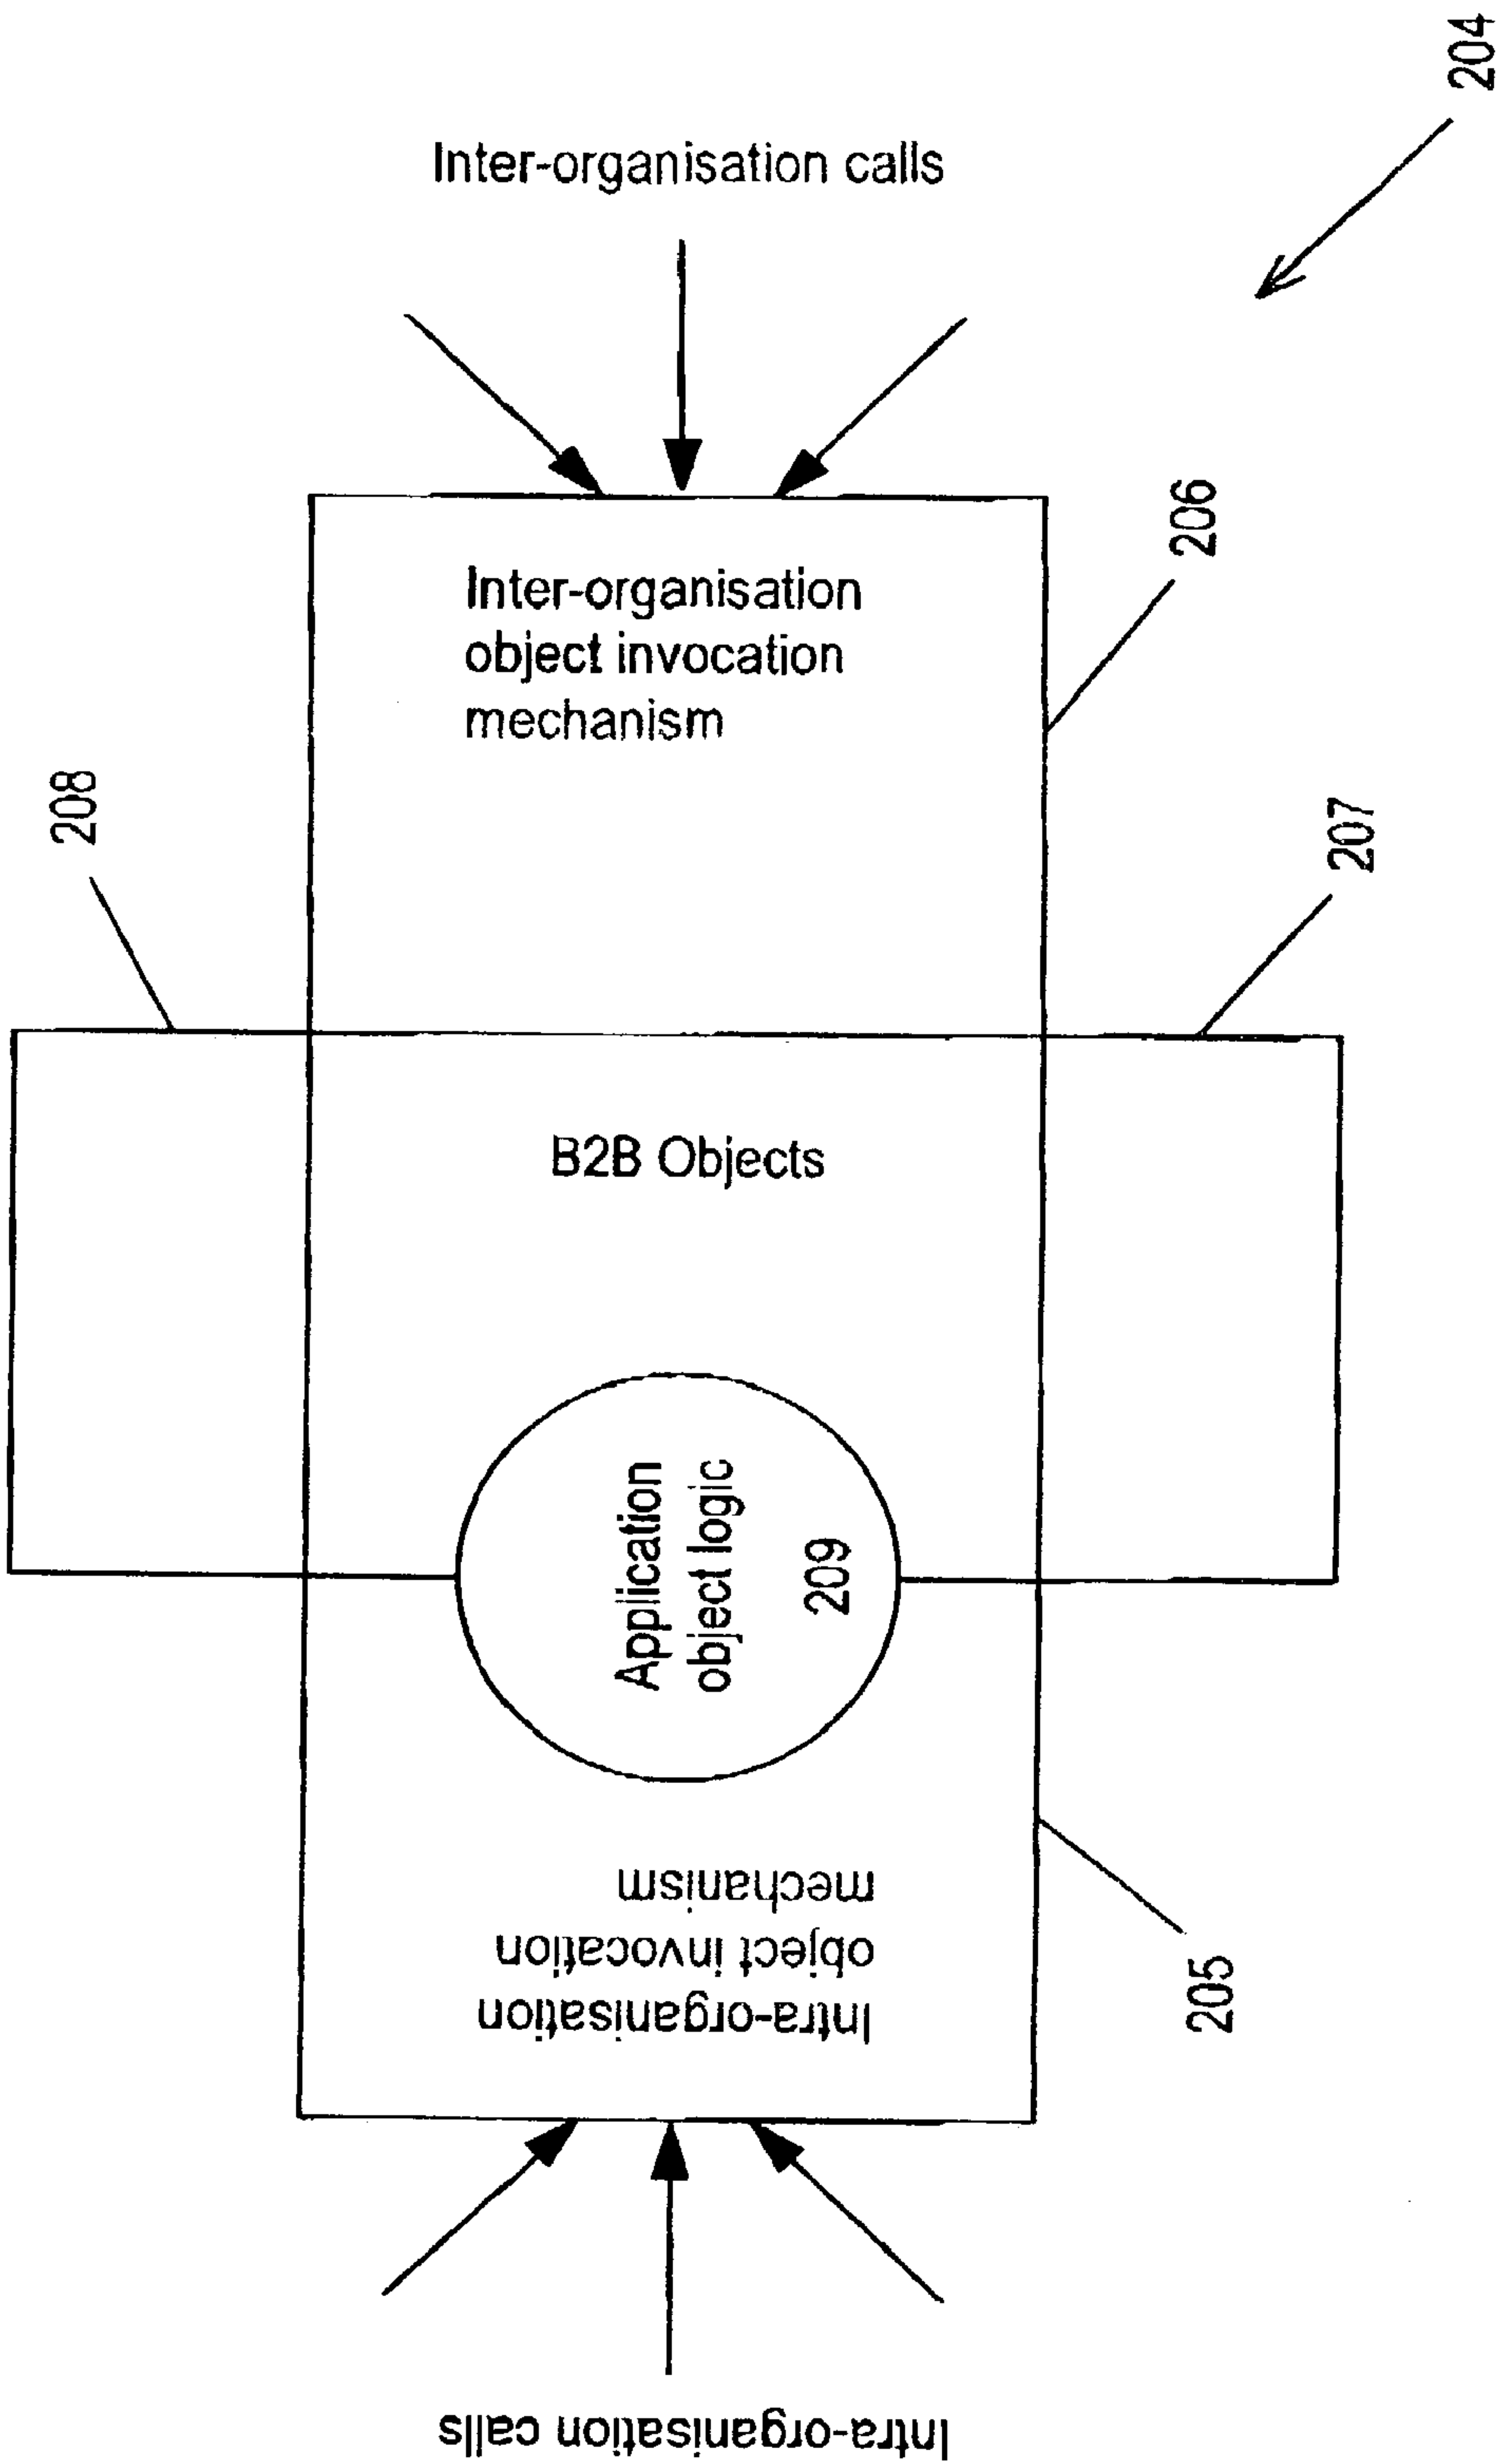 204
Inter-organisation calls
206
Inter-organisation
object invocation
mechanism
208
207
B2B Objects
Application
object logic
209
Intra-organisation
object invocation
mechanism
205
Intra-organisation calls